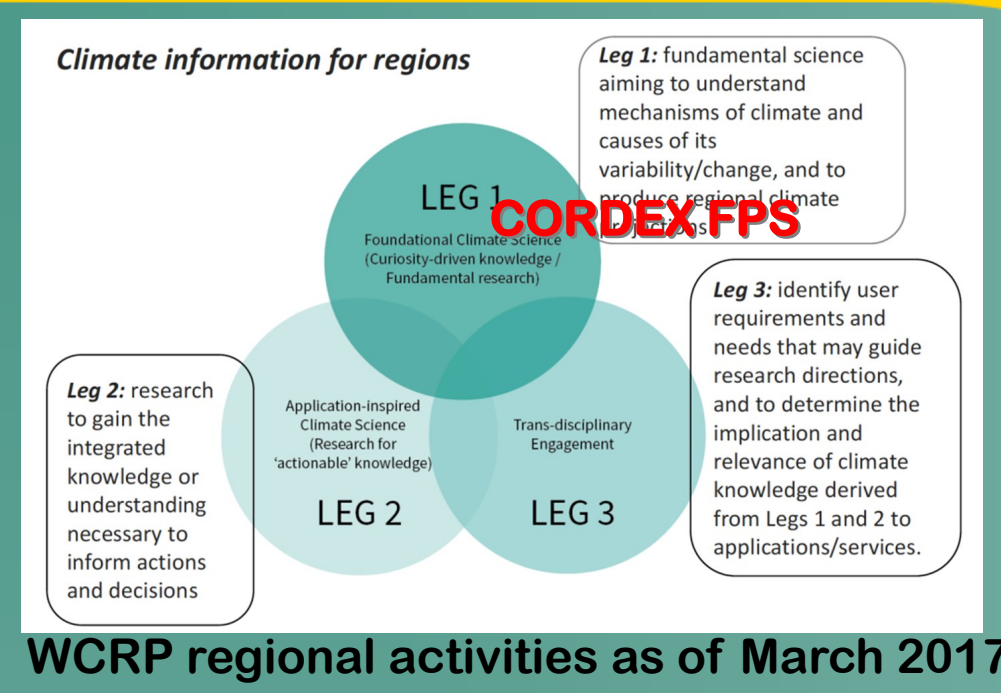 Climate information for regions
Leg 1: fundamental science
aiming to understand
mechanisms of climate and
causes of its
variability/change, and to
produce regional climate
projections
LEG 1
CORDEX FPS
Foundational Climate Science
(Curiosity-driven knowledge /
Fundamental research)
Leg 3: identify user
requirements and
needs that may guide
research directions,
and to determine the
implication and
relevance of climate
knowledge derived
from Legs 1 and 2 to
applications/services.
Leg 2: research
to gain the
integrated
knowledge or
understanding
necessary to
inform actions
and decisions
Application-inspired
Climate Science
(Research for
‘actionable’ knowledge)
LEG 2
Trans-disciplinary
Engagement
LEG 3
WCRP regional activities as of March 2017